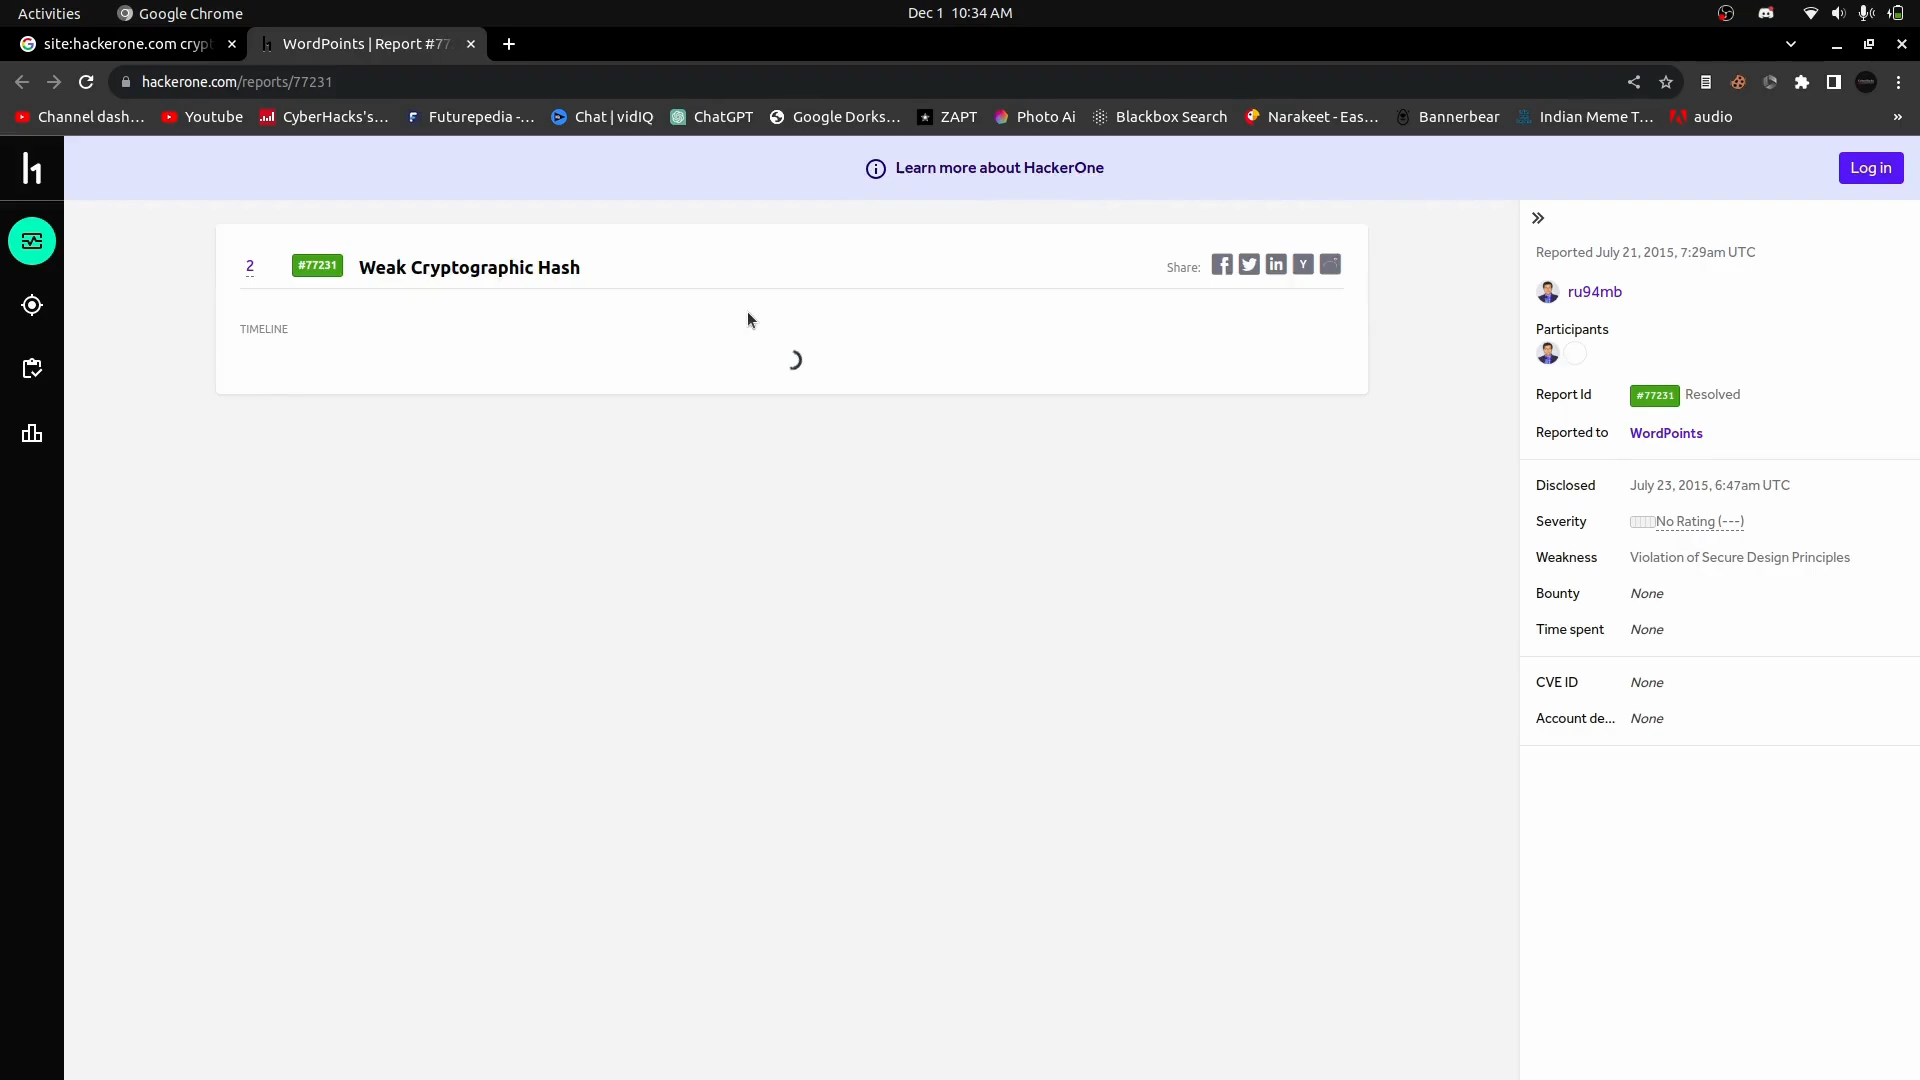 Activities
Google Chrome
Dec 1 10:34 AM
site:hackerone.com crypt
WordPoints | Report #77
hackerone.com/reports/77231
Channel dash...
Youtube
CyberHacks's...
Futurepedia -...
Chat | vidIQ
ChatGPT
Google Dorks...
ZAPT
Photo Ai
Blackbox Search
Narakeet - Eas...
Bannerbear
Indian Meme T...
audio
»
Learn more about HackerOne
Log in
2
#77231
Weak Cryptographic Hash
Share:
TIMELINE
Reported July 21, 2015, 7:29am UTC
ru94mb
Participants
Report Id #77231 Resolved
Reported to WordPoints
Disclosed July 23, 2015, 6:47am UTC
Severity No Rating (---)
Weakness Violation of Secure Design Principles
Bounty None
Time spent None
CVE ID None
Account de... None